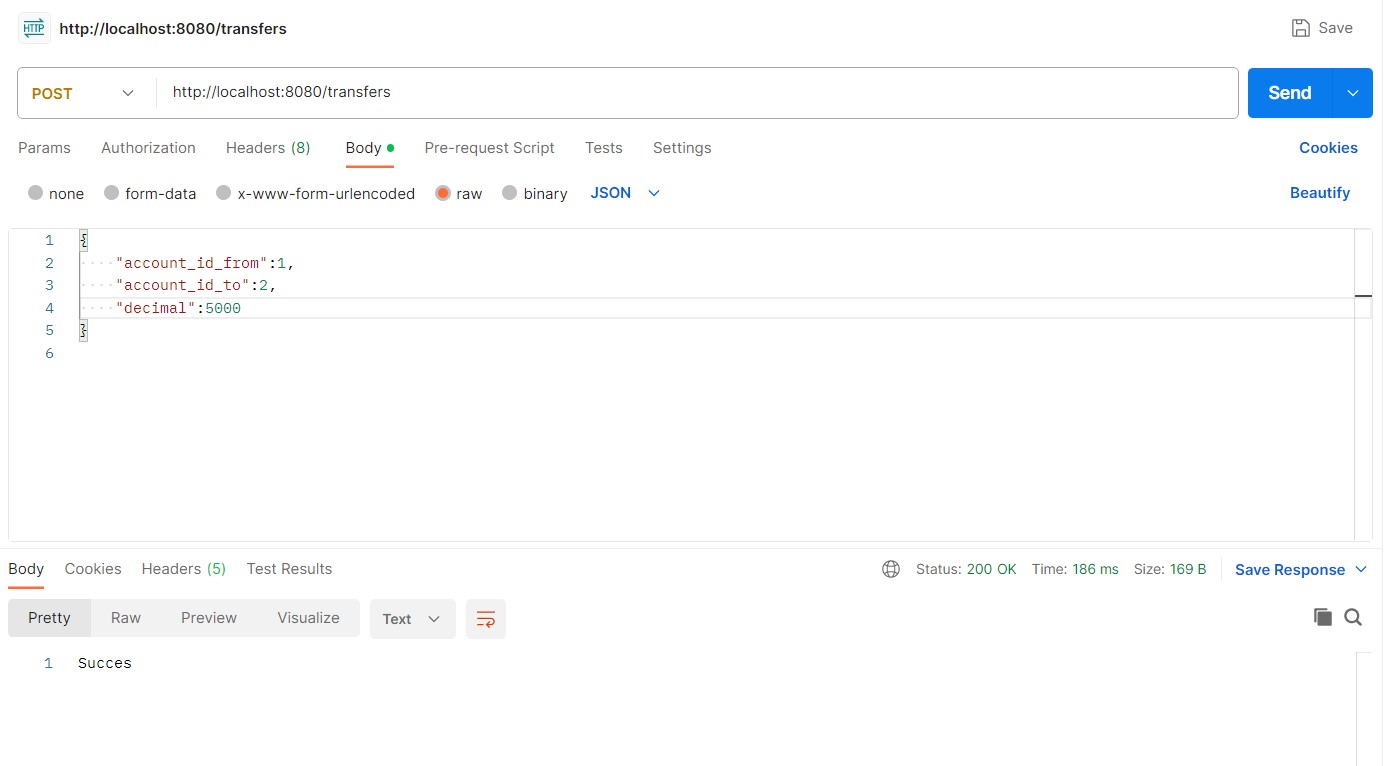 HTTP http://localhost:8080/transfers Save
POST http://localhost:8080/transfers Send
Params Authorization Headers (8) Body Pre-request Script Tests Settings Cookies
none form-data x-www-form-urlencoded raw binary JSON Beautify
1 {
2 ····"account_id_from":1,
3 ····"account_id_to":2,
4 ····"decimal":5000
5 }
6
Body Cookies Headers (5) Test Results Status: 200 OK Time: 186 ms Size: 169 B Save Response
Pretty Raw Preview Visualize Text
1 Succes